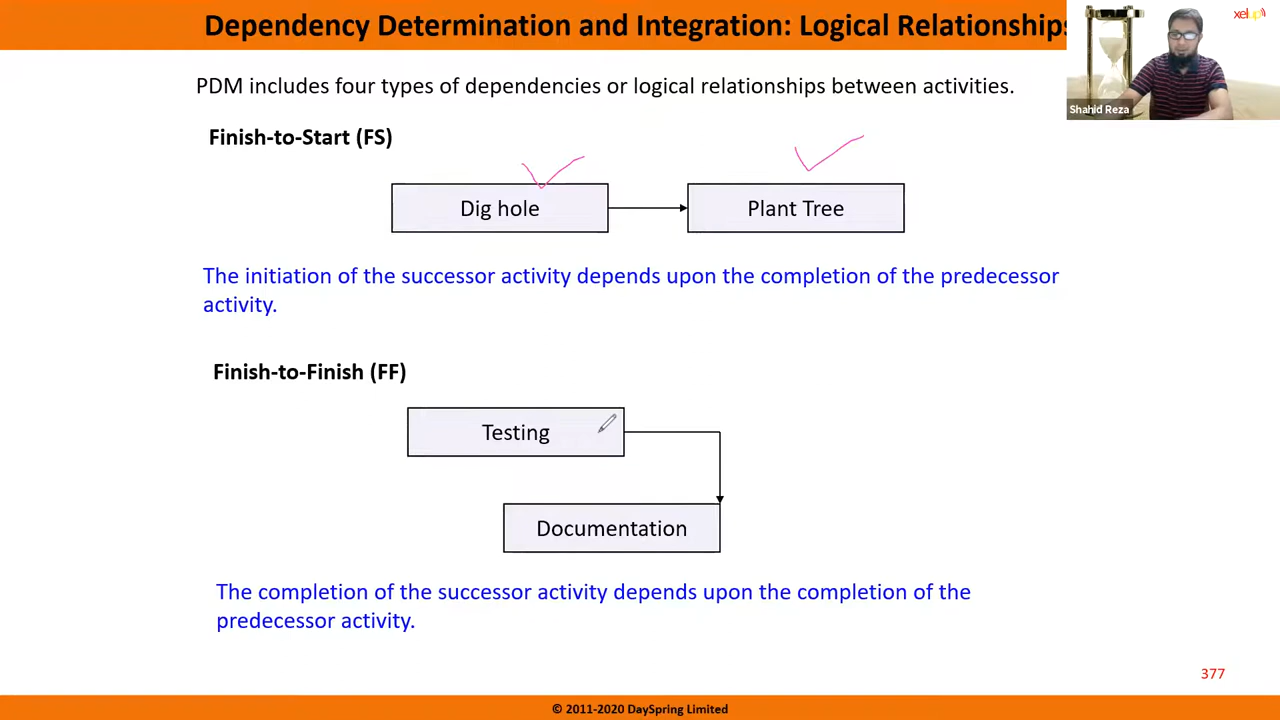 Dependency Determination and Integration: Logical Relationships
xelup
Shahid Reza
PDM includes four types of dependencies or logical relationships between activities.
Finish-to-Start (FS)
Dig hole
Plant Tree
The initiation of the successor activity depends upon the completion of the predecessor
activity.
Finish-to-Finish (FF)
Testing
Documentation
The completion of the successor activity depends upon the completion of the
predecessor activity.
377
© 2011-2020 DaySpring Limited